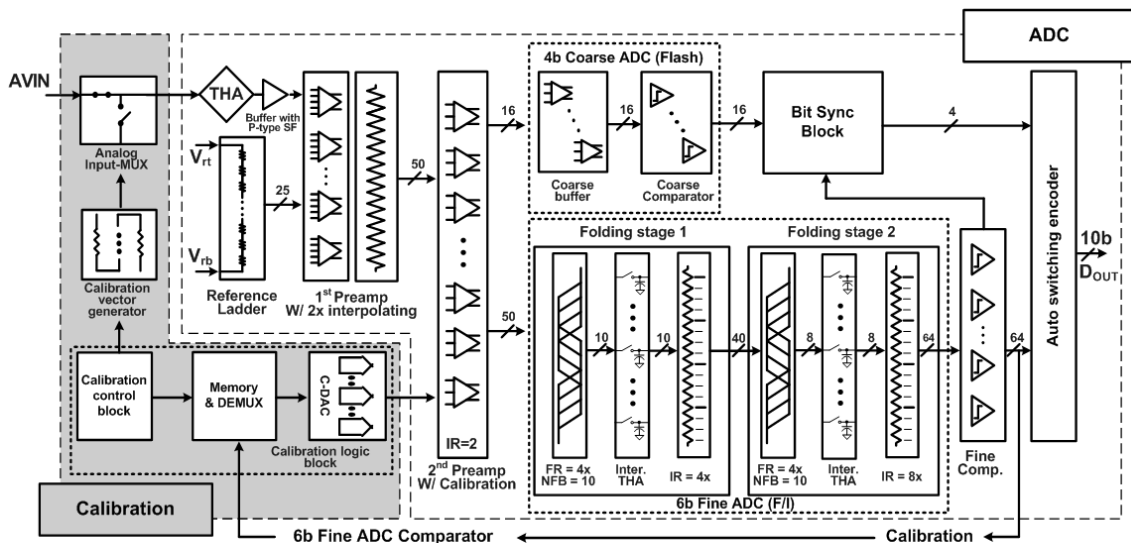 ADC
AVIN
THA
Buffer with
P-type SF
Analog
Input-MUX
Vrt
25
Vrb
Reference
Ladder
1st Preamp
W/ 2x interpolating
50
Calibration
vector
generator
Calibration
control
block
Memory
& DEMUX
C-DAC
Calibration logic
block
IR=2
2nd Preamp
W/ Calibration
16
50
4b Coarse ADC (Flash)
16
Coarse
buffer
Coarse
Comparator
16
Bit Sync
Block
4
Folding stage 1
10
10
FR = 4x
NFB = 10
Inter.
THA
IR = 4x
40
Folding stage 2
8
8
FR = 4x
NFB = 10
Inter.
THA
IR = 8x
64
6b Fine ADC (F/I)
Fine
Comp.
64
Auto switching encoder
10b
DOUT
Calibration
6b Fine ADC Comparator
Calibration